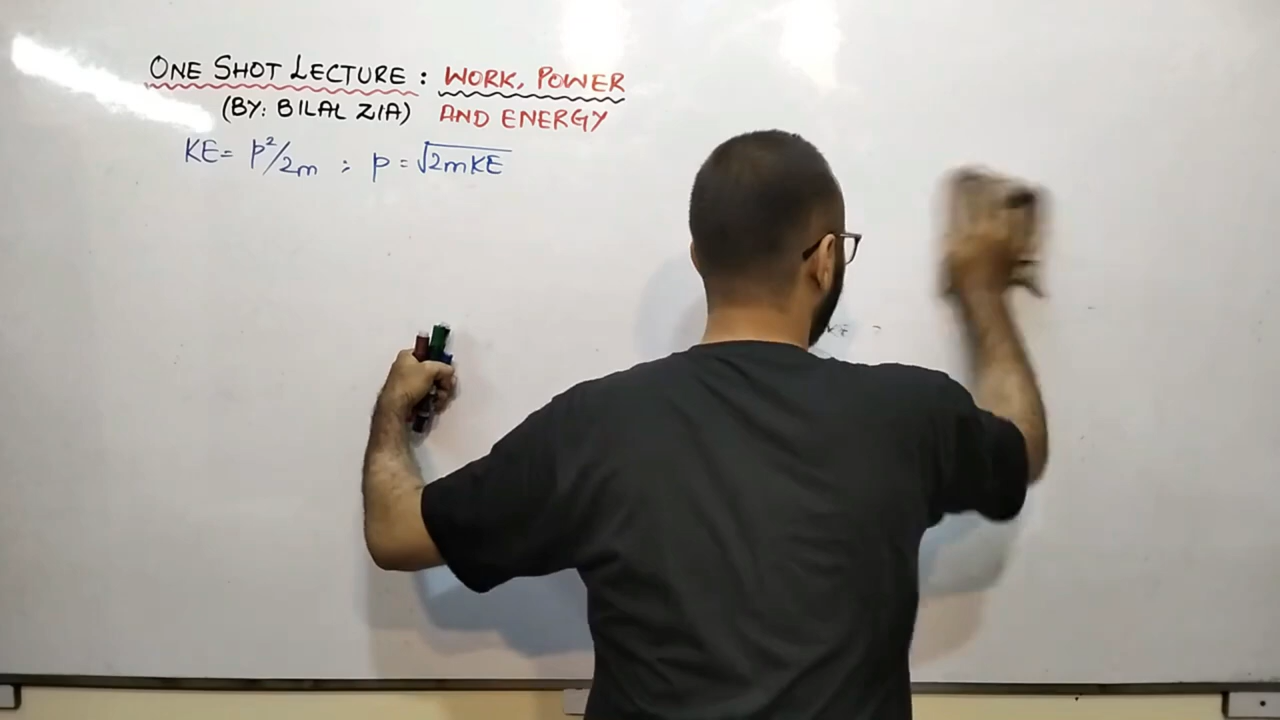 ONE SHOT LECTURE : WORK, POWER
(BY: BILAL ZIA) AND ENERGY
KE = p²/2m ; p = √2mKE